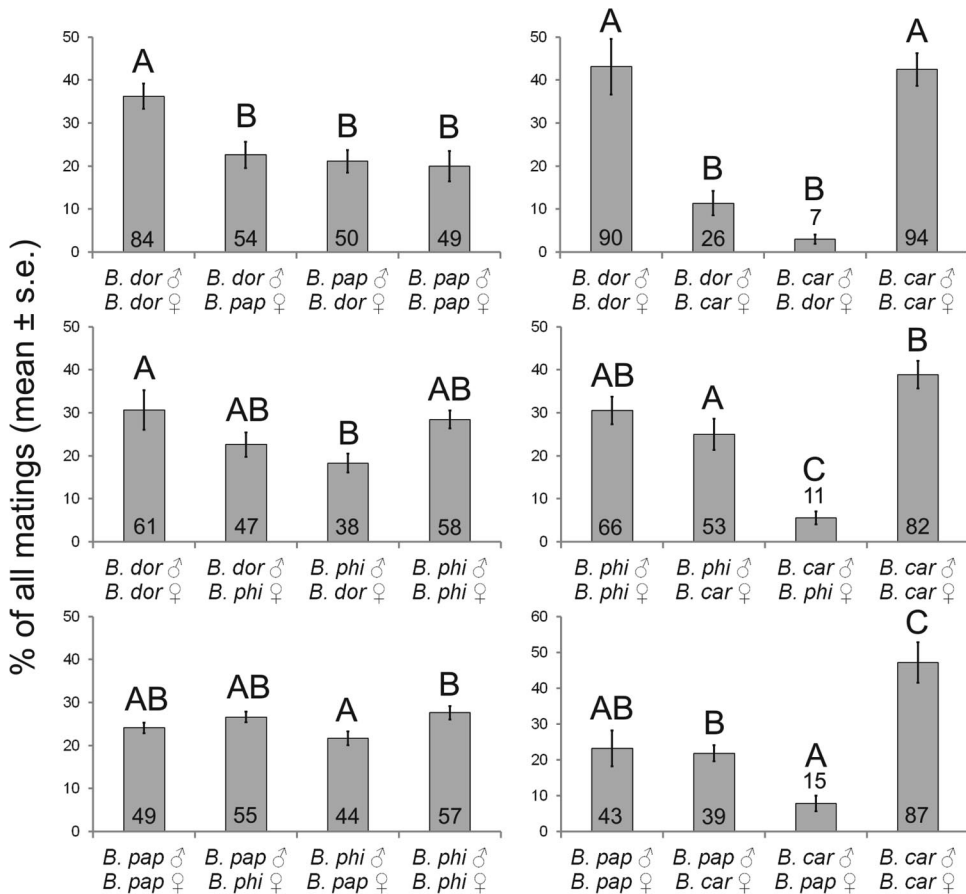 % of all matings (mean ± s.e.)
50
40
30
20
10
0
A
B
B
B
84
54
50
49
B. dor ♂ B. dor ♂ B. pap ♂ B. pap ♂
B. dor ♀ B. pap ♀ B. dor ♀ B. pap ♀
50
40
30
20
10
0
A
B
B
A
90
26
7
94
B. dor ♂ B. dor ♂ B. car ♂ B. car ♂
B. dor ♀ B. car ♀ B. dor ♀ B. car ♀
50
40
30
20
10
0
A
AB
B
AB
61
47
38
58
B. dor ♂ B. dor ♂ B. phi ♂ B. phi ♂
B. dor ♀ B. phi ♀ B. dor ♀ B. phi ♀
50
40
30
20
10
0
AB
A
C
B
66
53
11
82
B. phi ♂ B. phi ♂ B. car ♂ B. car ♂
B. phi ♀ B. car ♀ B. phi ♀ B. car ♀
50
40
30
20
10
0
AB
AB
A
B
49
55
44
57
B. pap ♂ B. pap ♂ B. phi ♂ B. phi ♂
B. pap ♀ B. phi ♀ B. pap ♀ B. phi ♀
60
50
40
30
20
10
0
AB
B
A
C
43
39
15
87
B. pap ♂ B. pap ♂ B. car ♂ B. car ♂
B. pap ♀ B. car ♀ B. pap ♀ B. car ♀